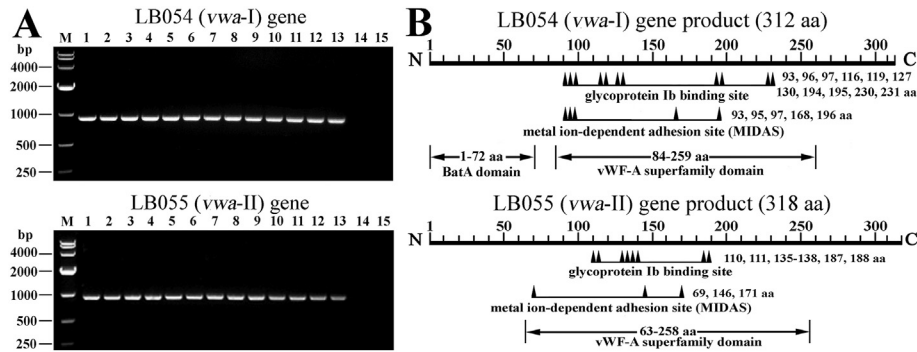 A
LB054 (vwa-I) gene
bp M 1 2 3 4 5 6 7 8 9 10 11 12 13 14 15
4000
2000
1000
500
250
LB055 (vwa-II) gene
bp M 1 2 3 4 5 6 7 8 9 10 11 12 13 14 15
4000
2000
1000
500
250
B
LB054 (vwa-I) gene product (312 aa)
1 50 100 150 200 250 300
N C
93, 96, 97, 116, 119, 127
130, 194, 195, 230, 231 aa
glycoprotein Ib binding site
93, 95, 97, 168, 196 aa
metal ion-dependent adhesion site (MIDAS)
1-72 aa
BatA domain
84-259 aa
vWF-A superfamily domain
LB055 (vwa-II) gene product (318 aa)
1 50 100 150 200 250 300
N C
110, 111, 135-138, 187, 188 aa
glycoprotein Ib binding site
69, 146, 171 aa
metal ion-dependent adhesion site (MIDAS)
63-258 aa
vWF-A superfamily domain